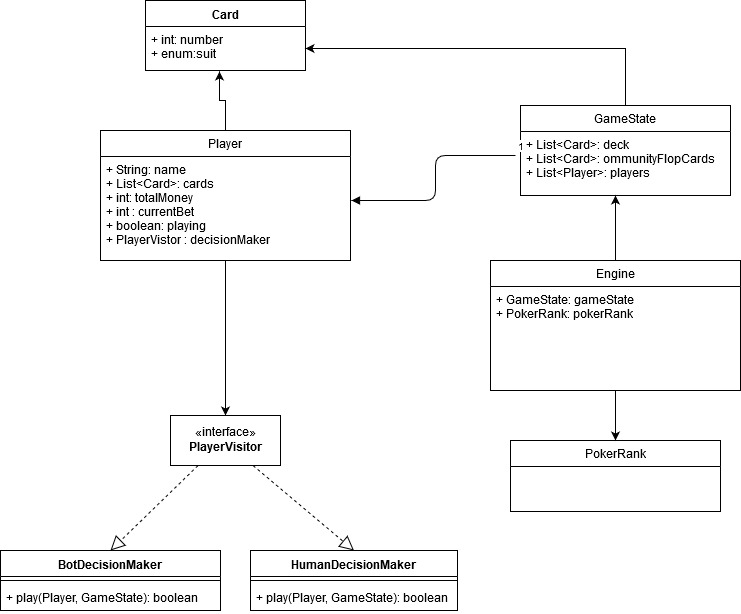 Card
+ int: number
+ enum:suit
GameState
1
+ List<Card>: deck
+ List<Card>: ommunityFlopCards
+ List<Player>: players
Player
+ String: name
+ List<Card>: cards
+ int: totalMoney
+ int : currentBet
+ boolean: playing
+ PlayerVistor : decisionMaker
Engine
+ GameState: gameState
+ PokerRank: pokerRank
«interface»
PlayerVisitor
PokerRank
BotDecisionMaker
+ play(Player, GameState): boolean
HumanDecisionMaker
+ play(Player, GameState): boolean